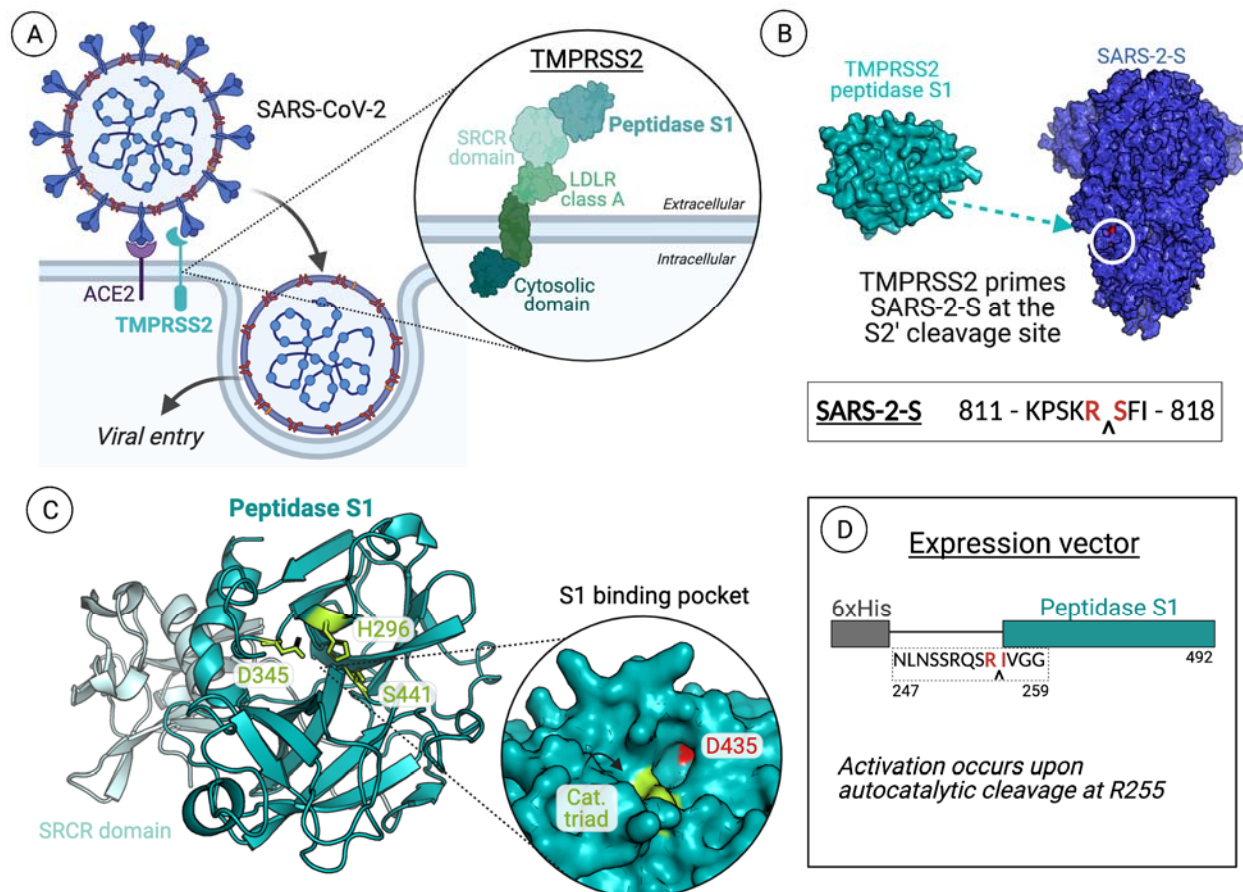 A
SARS-CoV-2
ACE2
TMPRSS2
Viral entry
TMPRSS2
Peptidase S1
SRCR
domain
LDLR
class A
Extracellular
Intracellular
Cytosolic
domain
B
TMPRSS2
peptidase S1
SARS-2-S
TMPRSS2 primes
SARS-2-S at the
S2' cleavage site
SARS-2-S 811 - KPSKR SFI - 818
^
C
Peptidase S1
H296
D345
S441
SRCR domain
S1 binding pocket
D435
Cat.
triad
D
Expression vector
6xHis
Peptidase S1
492
NLNSSRQSR IVGG
^
247 259
Activation occurs upon
autocatalytic cleavage at R255